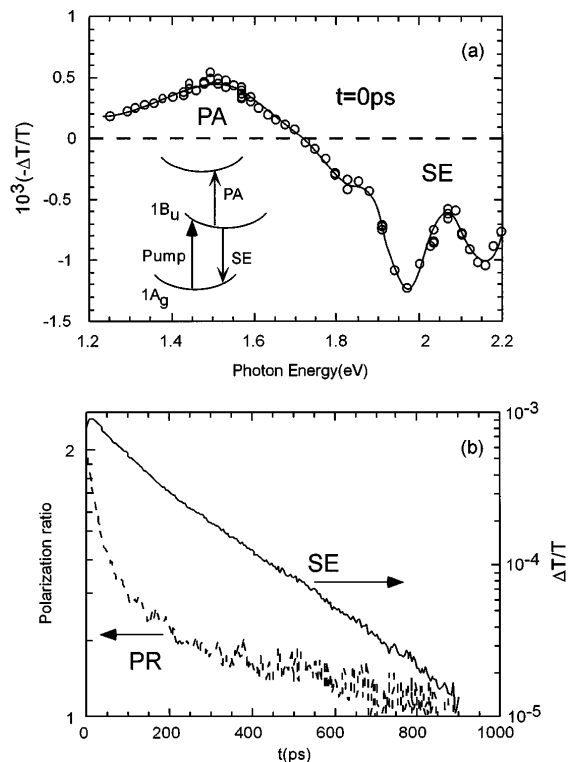 1
(a)
0.5
PA
t=0ps
0
10³(-ΔT/T)
SE
-0.5
PA
1Bu
Pump
SE
-1
1Ag
-1.5
1.2 1.4 1.6 1.8 2 2.2
Photon Energy(eV)
10⁻³
2
(b)
Polarization ratio
SE
10⁻⁴
ΔT/T
PR
1
10⁻⁵
0 200 400 600 800 1000
t(ps)